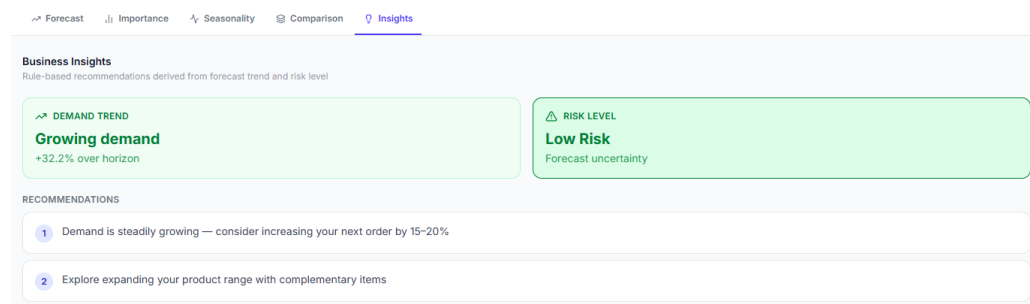 Forecast Importance Seasonality Comparison Insights
Business Insights
Rule-based recommendations derived from forecast trend and risk level
DEMAND TREND
Growing demand
+32.2% over horizon
RISK LEVEL
Low Risk
Forecast uncertainty
RECOMMENDATIONS
1 Demand is steadily growing — consider increasing your next order by 15–20%
2 Explore expanding your product range with complementary items